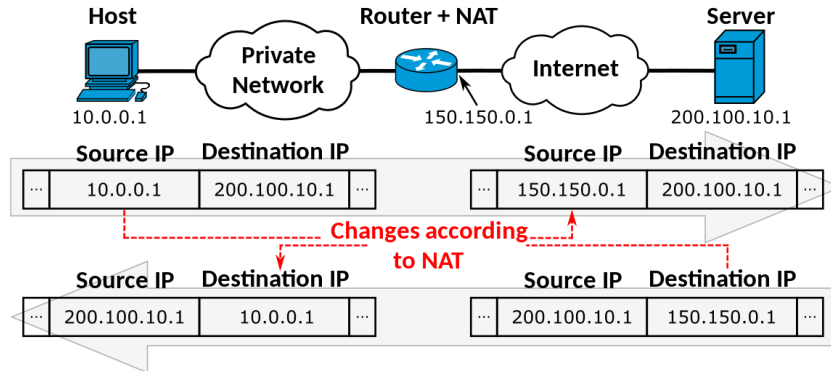 Host
Router + NAT
Server
Private
Network
Internet
10.0.0.1
150.150.0.1
200.100.10.1
Source IP Destination IP
Source IP Destination IP
... 10.0.0.1 200.100.10.1 ...
... 150.150.0.1 200.100.10.1 ...
Changes according
to NAT
Source IP Destination IP
Source IP Destination IP
... 200.100.10.1 10.0.0.1 ...
... 200.100.10.1 150.150.0.1 ...